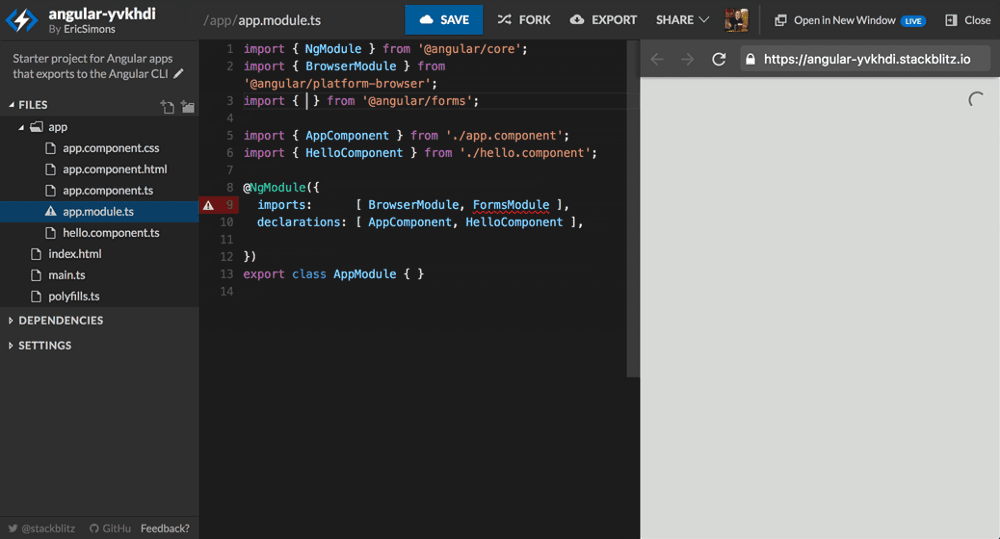 angular-yvkhdi
By EricSimons
/app/app.module.ts
SAVE
FORK
EXPORT
SHARE
Open in New Window LIVE
Close
Starter project for Angular apps
that exports to the Angular CLI
FILES
app
app.component.css
app.component.html
app.component.ts
app.module.ts
hello.component.ts
index.html
main.ts
polyfills.ts
DEPENDENCIES
SETTINGS
@stackblitz GitHu Feedback?
1 import { NgModule } from '@angular/core';
2 import { BrowserModule } from
'@angular/platform-browser';
3 import { } from '@angular/forms';
4
5 import { AppComponent } from './app.component';
6 import { HelloComponent } from './hello.component';
7
8 @NgModule({
9 imports: [ BrowserModule, FormsModule ],
10 declarations: [ AppComponent, HelloComponent ],
11
12 })
13 export class AppModule { }
14
https://angular-yvkhdi.stackblitz.io